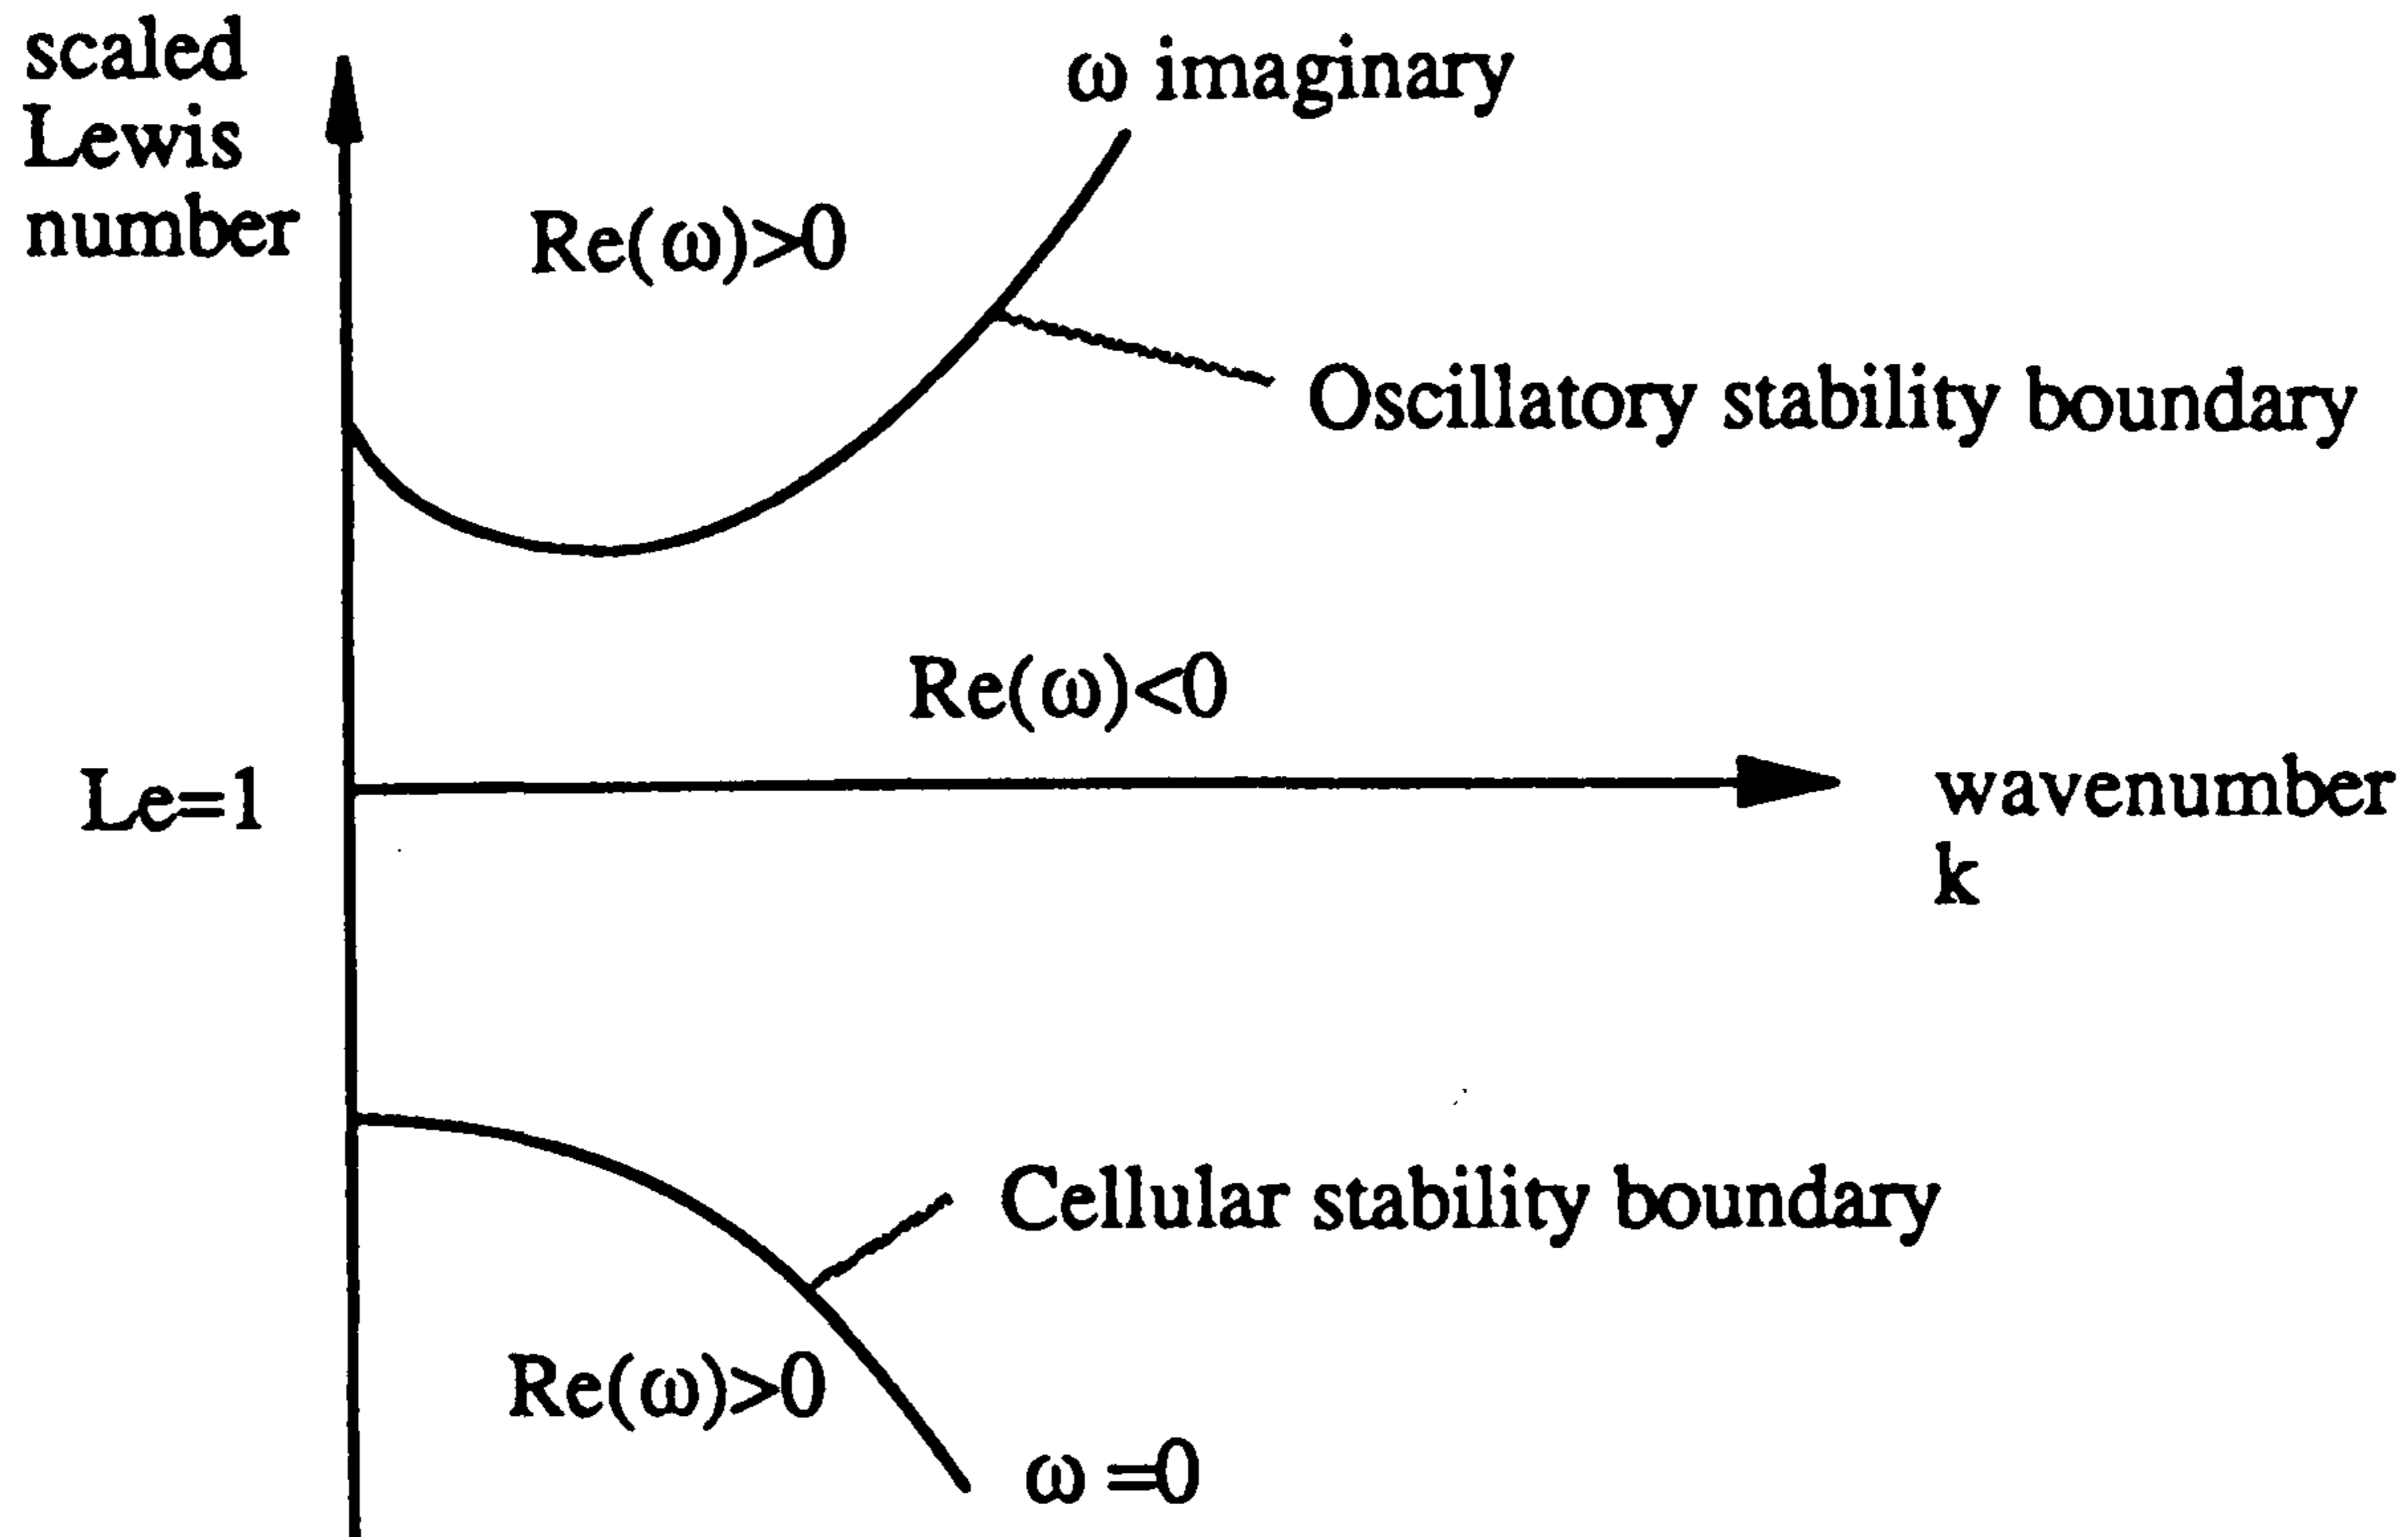 scaled
Lewis
number
ω imaginary
Re(ω)>0
Oscillatory stability boundary
Re(ω)<0
Le=1
wavenumber
k
Cellular stability boundary
Re(ω)>0
ω =0